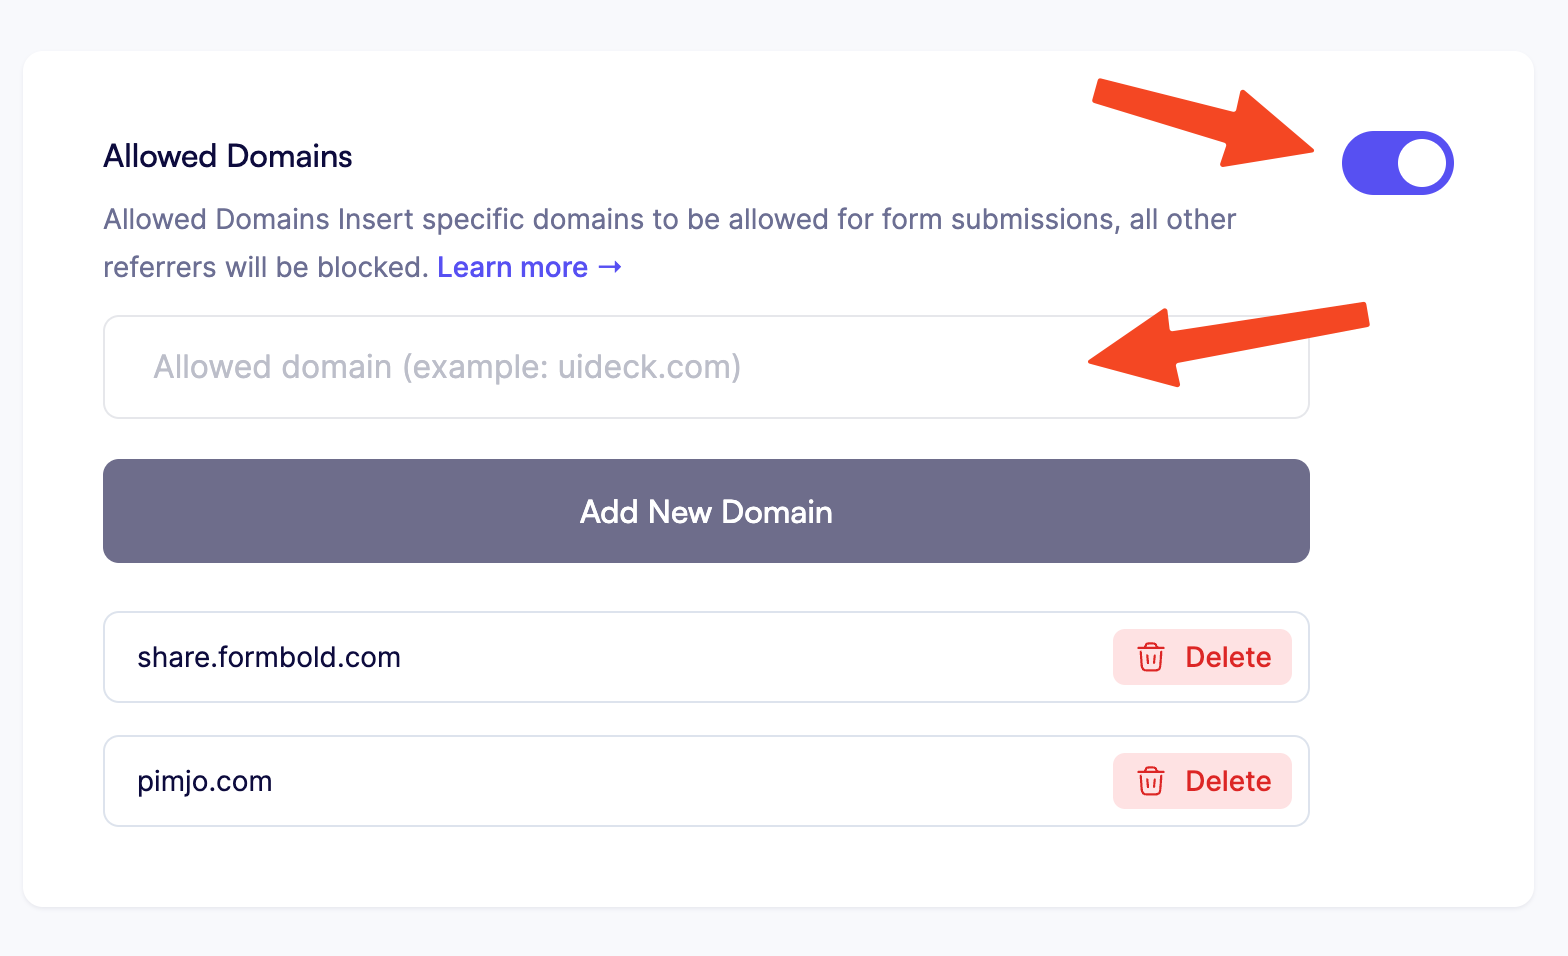 Allowed Domains
Allowed Domains Insert specific domains to be allowed for form submissions, all other
referrers will be blocked. Learn more →
Allowed domain (example: uideck.com)
Add New Domain
share.formbold.com
Delete
pimjo.com
Delete